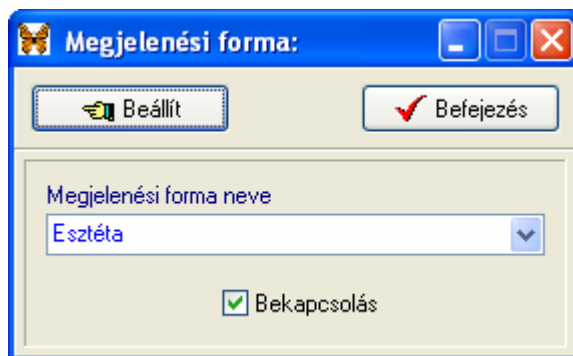 Megjelenési forma:
Beállít
Befejezés
Megjelenési forma neve
Esztéta
Bekapcsolás